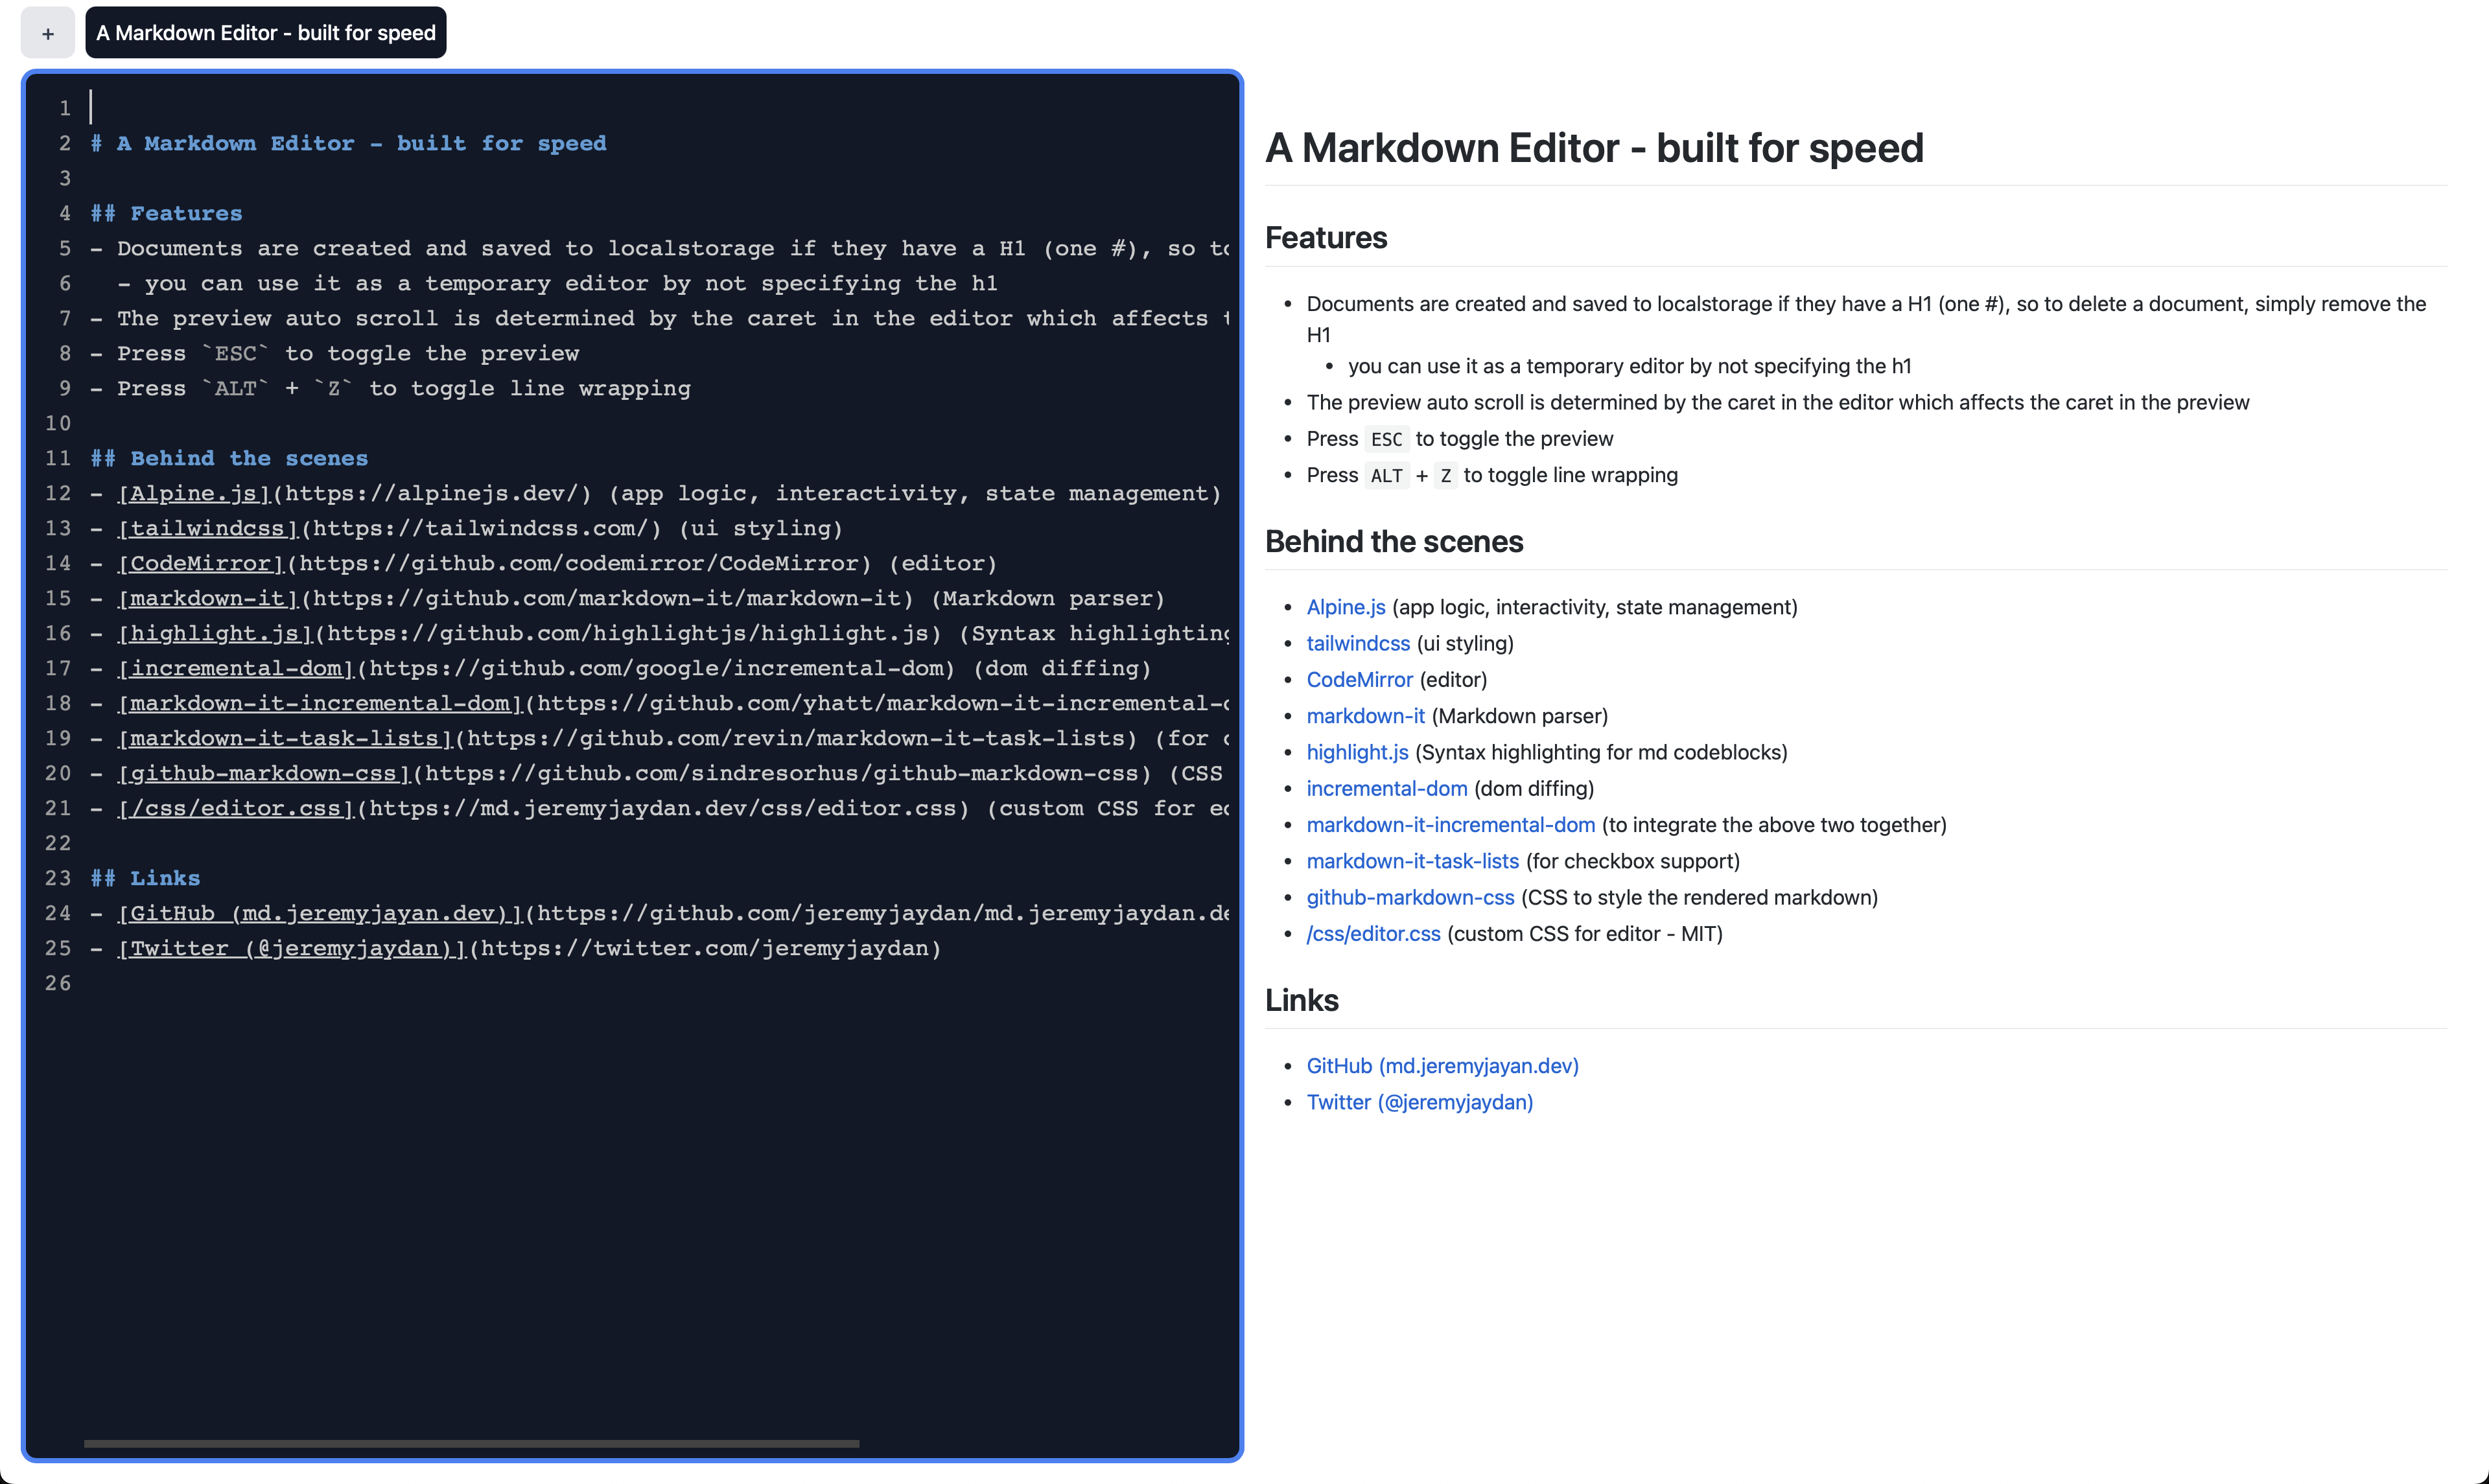 +
A Markdown Editor - built for speed
1
2 # A Markdown Editor - built for speed
3
4 ## Features
5 - Documents are created and saved to localstorage if they have a H1 (one #), so to
6   - you can use it as a temporary editor by not specifying the h1
7 - The preview auto scroll is determined by the caret in the editor which affects
8 - Press `ESC` to toggle the preview
9 - Press `ALT` + `Z` to toggle line wrapping
10
11 ## Behind the scenes
12 - [Alpine.js](https://alpinejs.dev/) (app logic, interactivity, state management)
13 - [tailwindcss](https://tailwindcss.com/) (ui styling)
14 - [CodeMirror](https://github.com/codemirror/CodeMirror) (editor)
15 - [markdown-it](https://github.com/markdown-it/markdown-it) (Markdown parser)
16 - [highlight.js](https://github.com/highlightjs/highlight.js) (Syntax highlighting
17 - [incremental-dom](https://github.com/google/incremental-dom) (dom diffing)
18 - [markdown-it-incremental-dom](https://github.com/yhatt/markdown-it-incremental-d
19 - [markdown-it-task-lists](https://github.com/revin/markdown-it-task-lists) (for c
20 - [github-markdown-css](https://github.com/sindresorhus/github-markdown-css) (CSS
21 - [/css/editor.css](https://md.jeremyjaydan.dev/css/editor.css) (custom CSS for ed
22
23 ## Links
24 - [GitHub (md.jeremyjayan.dev)](https://github.com/jeremyjaydan/md.jeremyjaydan.de
25 - [Twitter (@jeremyjaydan)](https://twitter.com/jeremyjaydan)
26
A Markdown Editor - built for speed
Features
• Documents are created and saved to localstorage if they have a H1 (one #), so to delete a document, simply remove the
H1
• you can use it as a temporary editor by not specifying the h1
• The preview auto scroll is determined by the caret in the editor which affects the caret in the preview
• Press ESC to toggle the preview
• Press ALT + Z to toggle line wrapping
Behind the scenes
• Alpine.js (app logic, interactivity, state management)
• tailwindcss (ui styling)
• CodeMirror (editor)
• markdown-it (Markdown parser)
• highlight.js (Syntax highlighting for md codeblocks)
• incremental-dom (dom diffing)
• markdown-it-incremental-dom (to integrate the above two together)
• markdown-it-task-lists (for checkbox support)
• github-markdown-css (CSS to style the rendered markdown)
• /css/editor.css (custom CSS for editor - MIT)
Links
• GitHub (md.jeremyjayan.dev)
• Twitter (@jeremyjaydan)